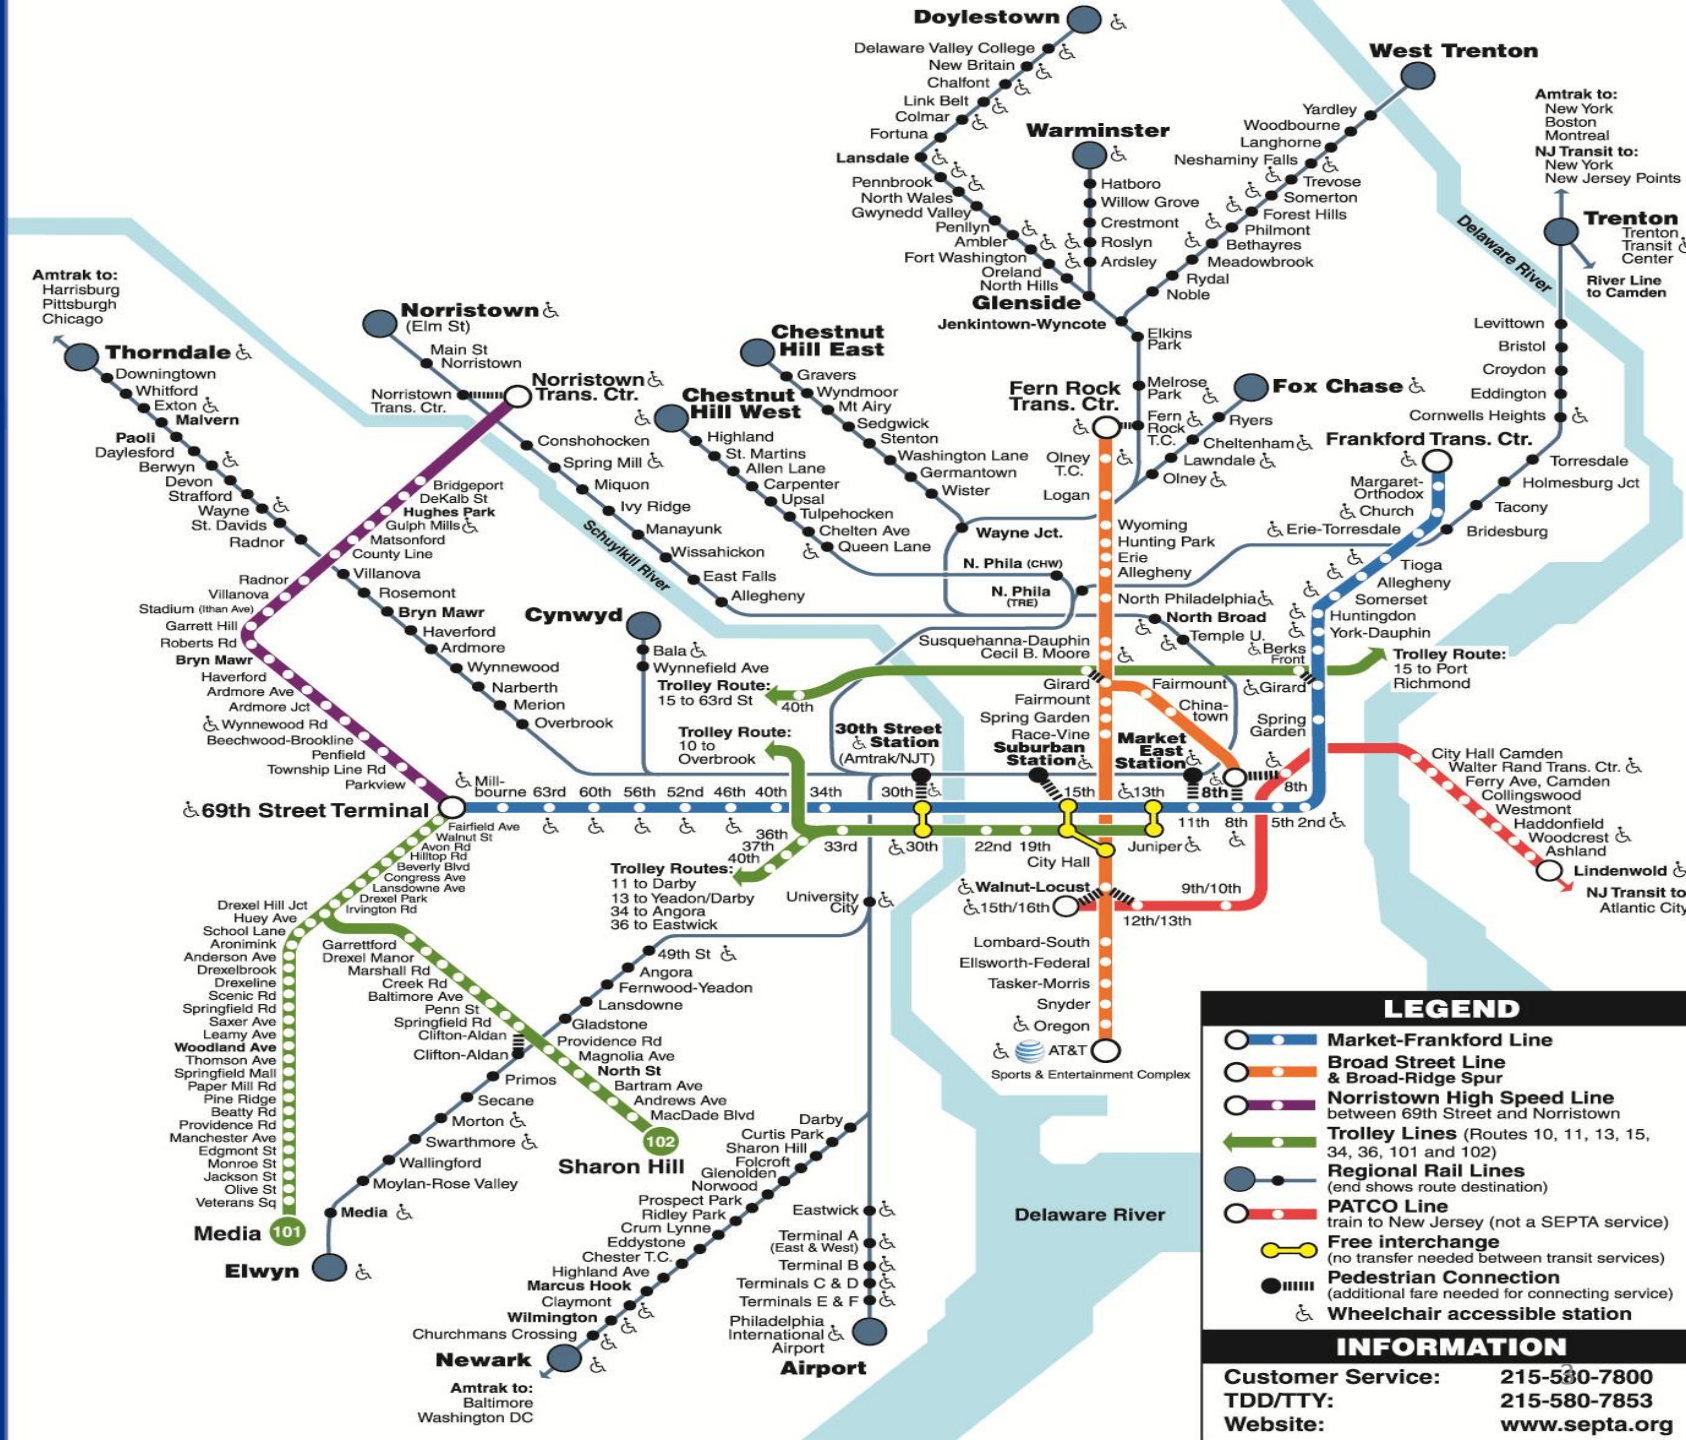 Doylestown
Delaware Valley College
New Britain
Chalfont
Link Belt
Colmar
Fortuna
Lansdale
Pennbrook
North Wales
Gwynedd Valley
Penllyn
Ambler
Fort Washington
Oreland
North Hills
Glenside
Jenkintown-Wyncote
Warminster
Hatboro
Willow Grove
Crestmont
Roslyn
Ardsley
West Trenton
Yardley
Woodbourne
Langhorne
Neshaminy Falls
Trevose
Somerton
Forest Hills
Philmont
Bethayres
Meadowbrook
Rydal
Noble
Elkins
Park
Melrose
Park
Fern
Rock
T.C.
Amtrak to:
New York
Boston
Montreal
NJ Transit to:
New York
New Jersey Points
Trenton
Trenton
Transit
Center
River Line
to Camden
Delaware River
Levittown
Bristol
Croydon
Eddington
Cornwells Heights
Torresdale
Holmesburg Jct
Tacony
Bridesburg
Amtrak to:
Harrisburg
Pittsburgh
Chicago
Thorndale
Downingtown
Whitford
Exton
Malvern
Paoli
Daylesford
Berwyn
Devon
Strafford
Wayne
St. Davids
Radnor
Villanova
Rosemont
Bryn Mawr
Haverford
Ardmore
Wynnewood
Narberth
Merion
Overbrook
Norristown
(Elm St)
Main St
Norristown
Norristown
Trans. Ctr.
Norristown
Trans. Ctr.
Conshohocken
Spring Mill
Miquon
Ivy Ridge
Manayunk
Wissahickon
East Falls
Allegheny
Schuylkill River
Bridgeport
DeKalb St
Hughes Park
Gulph Mills
Matsonford
County Line
Radnor
Villanova
Stadium (Ithan Ave)
Garrett Hill
Roberts Rd
Bryn Mawr
Haverford
Ardmore Ave
Ardmore Jct
Wynnewood Rd
Beechwood-Brookline
Penfield
Township Line Rd
Parkview
69th Street Terminal
Chestnut
Hill East
Gravers
Wyndmoor
Mt Airy
Sedgwick
Stenton
Washington Lane
Germantown
Wister
Wayne Jct.
Chestnut
Hill West
Highland
St. Martins
Allen Lane
Carpenter
Upsal
Tulpehocken
Chelten Ave
Queen Lane
N. Phila (CHW)
N. Phila
(TRE)
Fox Chase
Ryers
Cheltenham
Lawndale
Olney
Fern Rock
Trans. Ctr.
Olney
T.C.
Logan
Wyoming
Hunting Park
Erie
Allegheny
North Philadelphia
North Broad
Temple U.
Susquehanna-Dauphin
Cecil B. Moore
Girard
Fairmount
Spring Garden
Race-Vine
Fairmount
China-
town
Frankford Trans. Ctr.
Margaret-
Orthodox
Church
Erie-Torresdale
Tioga
Allegheny
Somerset
Huntingdon
York-Dauphin
Berks
Front
Girard
Spring
Garden
Trolley Route:
15 to Port
Richmond
Cynwyd
Bala
Wynnefield Ave
Trolley Route:
15 to 63rd St
40th
Trolley Route:
10 to
Overbrook
30th Street
Station
(Amtrak/NJT)
Suburban
Station
Market
East
Station
Mill-
bourne
63rd
60th
56th
52nd
46th
40th
34th
30th
15th
13th
8th
8th
11th
8th
5th
2nd
36th
37th
40th
33rd
30th
22nd
19th
City Hall
Juniper
Trolley Routes:
11 to Darby
13 to Yeadon/Darby
34 to Angora
36 to Eastwick
University
City
Walnut-Locust
15th/16th
12th/13th
9th/10th
Lombard-South
Ellsworth-Federal
Tasker-Morris
Snyder
Oregon
AT&T
Sports & Entertainment Complex
City Hall Camden
Walter Rand Trans. Ctr.
Ferry Ave, Camden
Collingswood
Westmont
Haddonfield
Woodcrest
Ashland
Lindenwold
NJ Transit to
Atlantic City
Fairfield Ave
Walnut St
Avon Rd
Hilltop Rd
Beverly Blvd
Congress Ave
Lansdowne Ave
Drexel Park
Irvington Rd
Drexel Hill Jct
Huey Ave
School Lane
Aronimink
Anderson Ave
Drexelbrook
Drexeline
Scenic Rd
Springfield Rd
Saxer Ave
Leamy Ave
Woodland Ave
Thomson Ave
Springfield Mall
Paper Mill Rd
Pine Ridge
Beatty Rd
Providence Rd
Manchester Ave
Edgmont St
Monroe St
Jackson St
Olive St
Veterans Sq
Media
101
Garrettford
Drexel Manor
Marshall Rd
Creek Rd
Baltimore Ave
Penn St
Springfield Rd
Clifton-Aldan
Clifton-Aldan
Providence Rd
Magnolia Ave
North St
Bartram Ave
Andrews Ave
MacDade Blvd
102
Sharon Hill
49th St
Angora
Fernwood-Yeadon
Lansdowne
Gladstone
Primos
Secane
Morton
Swarthmore
Wallingford
Moylan-Rose Valley
Media
Elwyn
Darby
Curtis Park
Sharon Hill
Folcroft
Glenolden
Norwood
Prospect Park
Ridley Park
Crum Lynne
Eddystone
Chester T.C.
Highland Ave
Marcus Hook
Claymont
Wilmington
Churchmans Crossing
Newark
Amtrak to:
Baltimore
Washington DC
Eastwick
Terminal A
(East & West)
Terminal B
Terminals C & D
Terminals E & F
Philadelphia
International
Airport
Airport
Delaware River
LEGEND
Market-Frankford Line
Broad Street Line
& Broad-Ridge Spur
Norristown High Speed Line
between 69th Street and Norristown
Trolley Lines (Routes 10, 11, 13, 15,
34, 36, 101 and 102)
Regional Rail Lines
(end shows route destination)
PATCO Line
train to New Jersey (not a SEPTA service)
Free interchange
(no transfer needed between transit services)
Pedestrian Connection
(additional fare needed for connecting service)
Wheelchair accessible station
INFORMATION
Customer Service: 215-580-7800
3
TDD/TTY: 215-580-7853
Website: www.septa.org